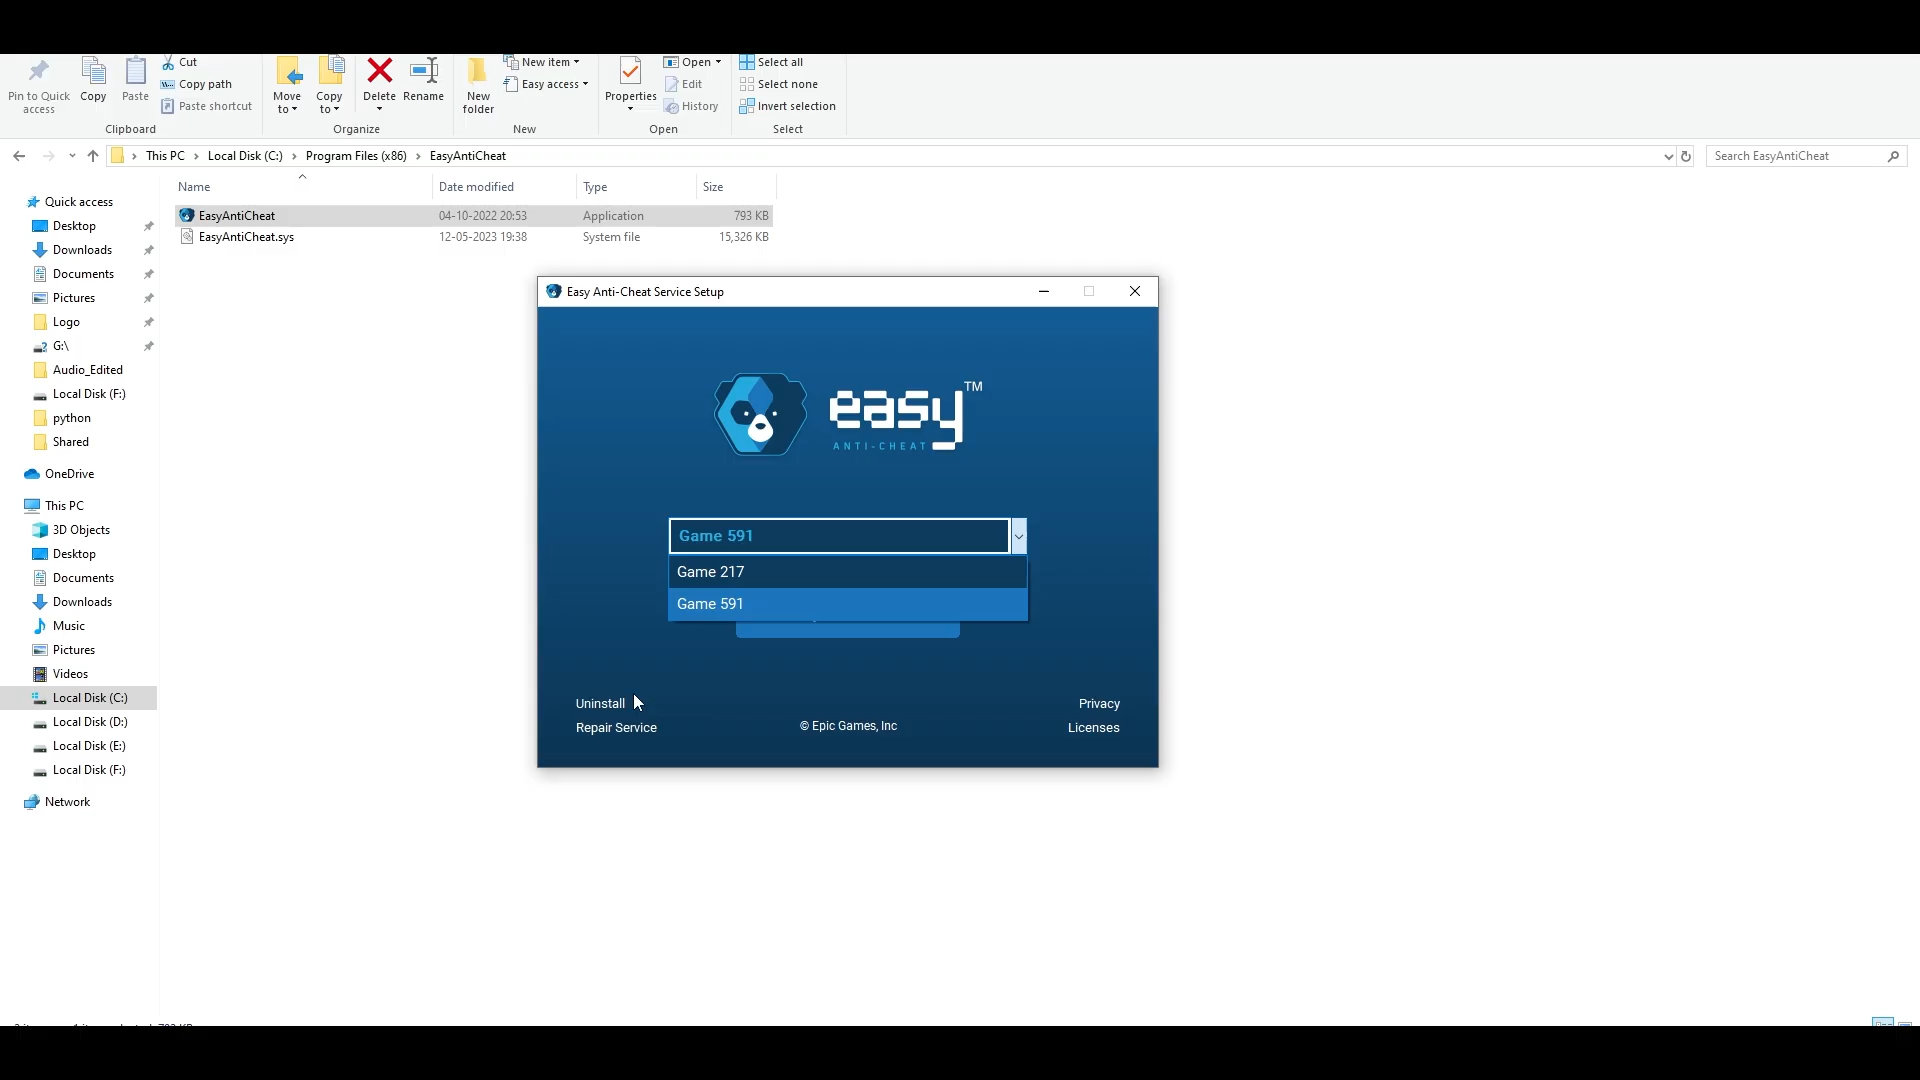 Cut
New item
Open
Select all
Copy path
Easy access
Edit
Select none
Pin to Quick access
Copy
Paste
Paste shortcut
Move to
Copy to
Delete
Rename
New folder
Properties
History
Invert selection
Clipboard
Organize
New
Open
Select
This PC
Local Disk (C:)
Program Files (x86)
EasyAntiCheat
Search EasyAntiCheat
Name
Date modified
Type
Size
EasyAntiCheat
04-10-2022 20:53
Application
793 KB
EasyAntiCheat.sys
12-05-2023 19:38
System file
15,326 KB
Quick access
Desktop
Downloads
Documents
Pictures
Logo
G:\
Audio_Edited
Local Disk (F:)
python
Shared
OneDrive
This PC
3D Objects
Desktop
Documents
Downloads
Music
Pictures
Videos
Local Disk (C:)
Local Disk (D:)
Local Disk (E:)
Local Disk (F:)
Network
Easy Anti-Cheat Service Setup
easy TM
ANTI-CHEAT
Game 591
Game 217
Game 591
Uninstall
Privacy
Repair Service
© Epic Games, Inc
Licenses